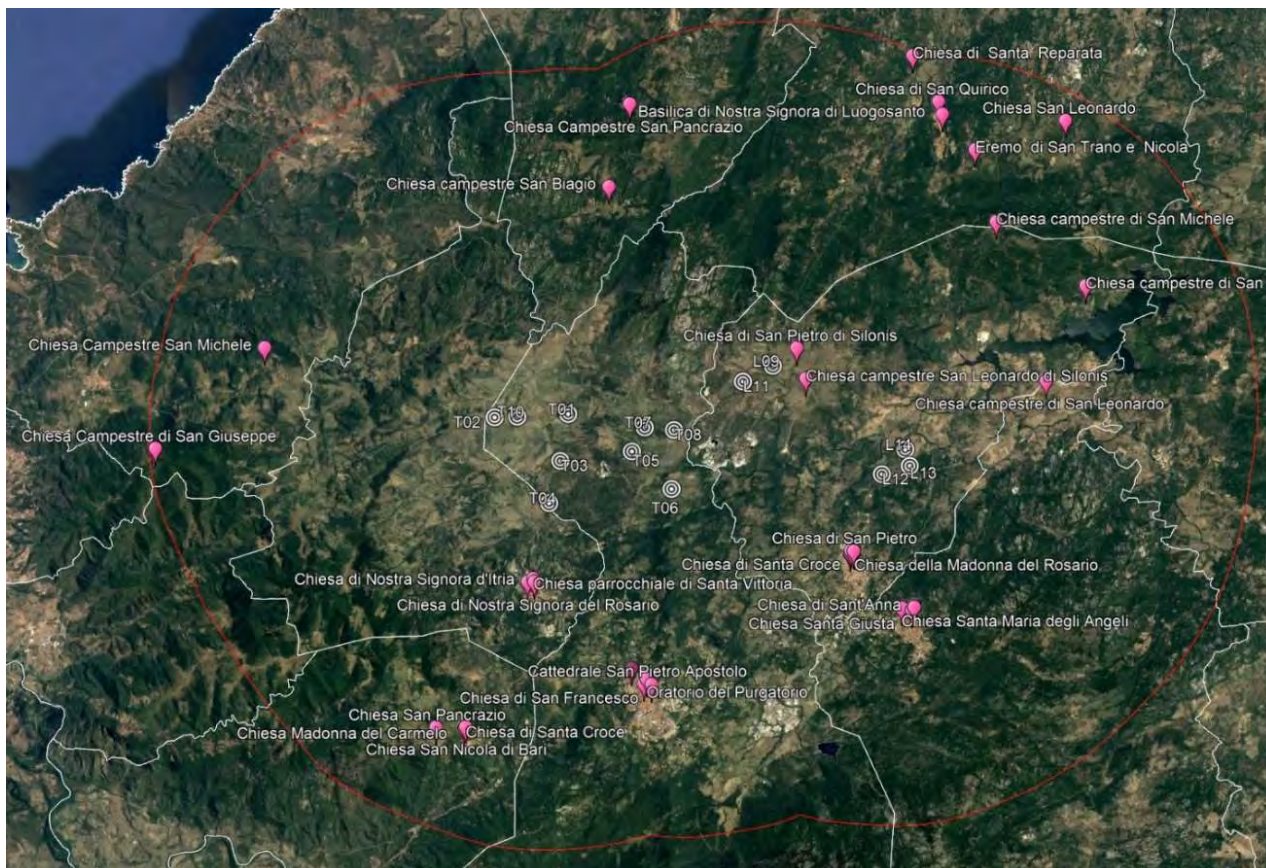 Chiesa di Santa Reparata
Chiesa di San Quirico
Basilica di Nostra Signora di Luogosanto
Chiesa San Leonardo
Chiesa Campestre San Pancrazio
Eremo di San Trano e Nicola
Chiesa campestre San Biagio
Chiesa campestre di San Michele
Chiesa campestre di San
Chiesa di San Pietro di Silonis
Chiesa Campestre San Michele
L09
L11
Chiesa campestre San Leonardo di Silonis
Chiesa campestre di San Leonardo
T02
T10
T01
T07
T08
Chiesa Campestre di San Giuseppe
T05
T03
L14
L13
L12
T04
T06
Chiesa di San Pietro
Chiesa di Santa Croce
Chiesa della Madonna del Rosario
Chiesa di Nostra Signora d'Itria
Chiesa parrocchiale di Santa Vittoria
Chiesa di Nostra Signora del Rosario
Chiesa di Sant'Anna
Chiesa Santa Giusta
Chiesa Santa Maria degli Angeli
Cattedrale San Pietro Apostolo
Chiesa di San Francesco
Oratorio del Purgatorio
Chiesa San Pancrazio
Chiesa Madonna del Carmelo
Chiesa di Santa Croce
Chiesa San Nicola di Bari